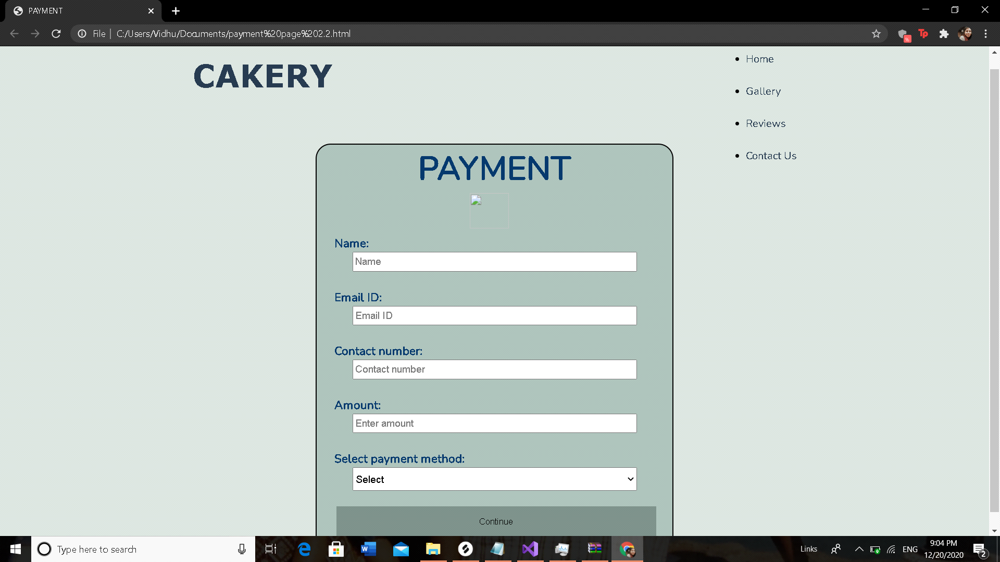 PAYMENT
File
C:/Users/Vidhu/Documents/payment%20page%202.2.html
%
Tp
CAKERY
Home
Gallery
Reviews
Contact Us
PAYMENT
Name:
Name
Email ID:
Email ID
Contact number:
Contact number
Amount:
Enter amount
Select payment method:
Select
Continue
Type here to search
Links
ENG
9:04 PM
12/20/2020
2